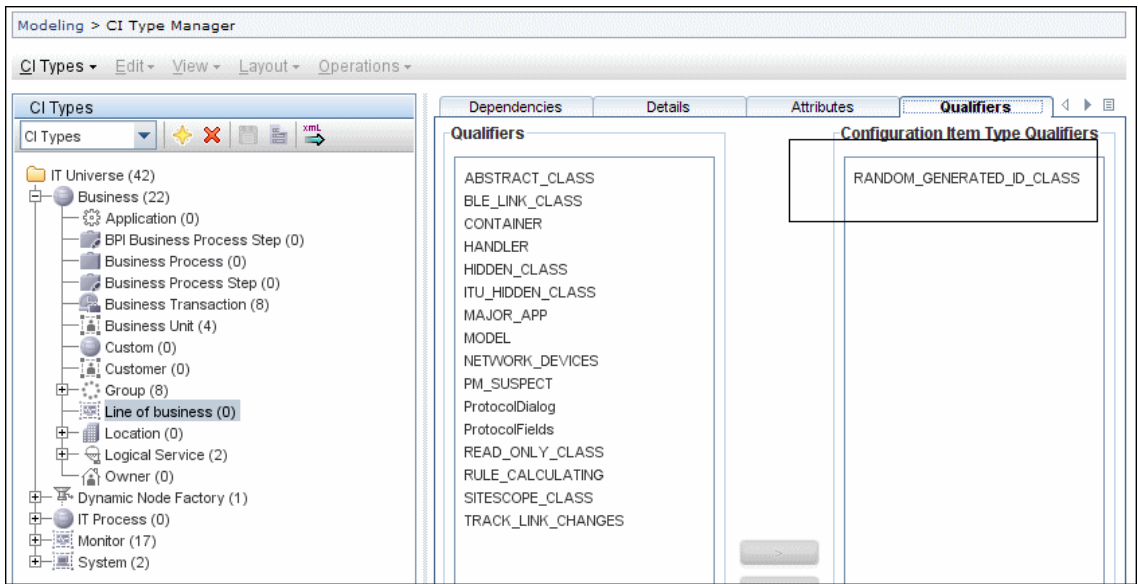 Modeling > CI Type Manager
CI Types Edit View Layout Operations
CI Types
CI Types
xml
IT Universe (42)
Business (22)
Application (0)
BPI Business Process Step (0)
Business Process (0)
Business Process Step (0)
Business Transaction (8)
Business Unit (4)
Custom (0)
Customer (0)
Group (8)
Line of business (0)
Location (0)
Logical Service (2)
Owner (0)
Dynamic Node Factory (1)
IT Process (0)
Monitor (17)
System (2)
Dependencies Details Attributes Qualifiers
Qualifiers
ABSTRACT_CLASS
BLE_LINK_CLASS
CONTAINER
HANDLER
HIDDEN_CLASS
ITU_HIDDEN_CLASS
MAJOR_APP
MODEL
NETWORK_DEVICES
PM_SUSPECT
ProtocolDialog
ProtocolFields
READ_ONLY_CLASS
RULE_CALCULATING
SITESCOPE_CLASS
TRACK_LINK_CHANGES
>
Configuration Item Type Qualifiers
RANDOM_GENERATED_ID_CLASS